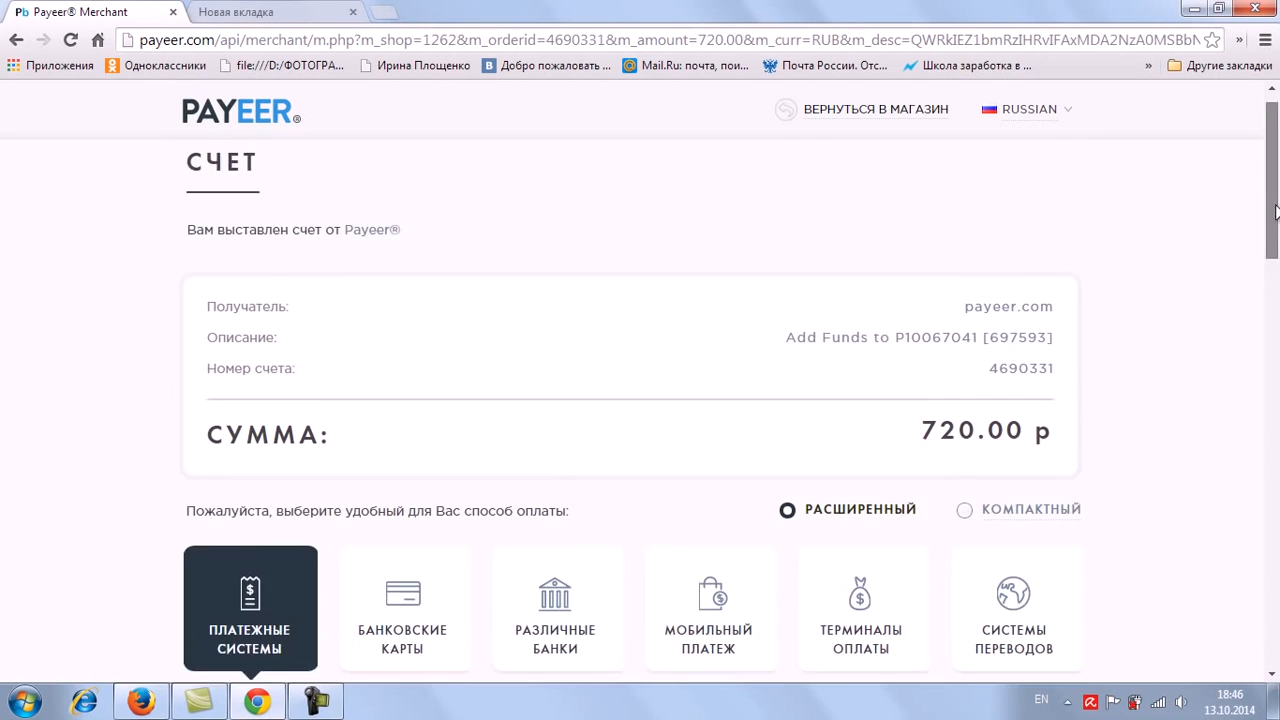 Payeer® Merchant
Новая вкладка
payeer.com/api/merchant/m.php?m_shop=1262&m_orderid=4690331&m_amount=720.00&m_curr=RUB&m_desc=QWRkIEZ1bmRzIHRvIFAxMDA2NzA0MSBbN
Приложения
Одноклассники
file:///D:/ФОТОГРА...
Ирина Площенко
Добро пожаловать ...
Mail.Ru: почта, пои...
Почта России. Отс...
Школа заработка в ...
»
Другие закладки
PAYEER®
ВЕРНУТЬСЯ В МАГАЗИН
RUSSIAN
СЧЕТ
Вам выставлен счет от Payeer®
Получатель: payeer.com
Описание: Add Funds to P10067041 [697593]
Номер счета: 4690331
СУММА: 720.00 р
Пожалуйста, выберите удобный для Вас способ оплаты:
РАСШИРЕННЫЙ
КОМПАКТНЫЙ
ПЛАТЕЖНЫЕ
СИСТЕМЫ
БАНКОВСКИЕ
КАРТЫ
РАЗЛИЧНЫЕ
БАНКИ
МОБИЛЬНЫЙ
ПЛАТЕЖ
ТЕРМИНАЛЫ
ОПЛАТЫ
СИСТЕМЫ
ПЕРЕВОДОВ
EN
18:46
13.10.2014